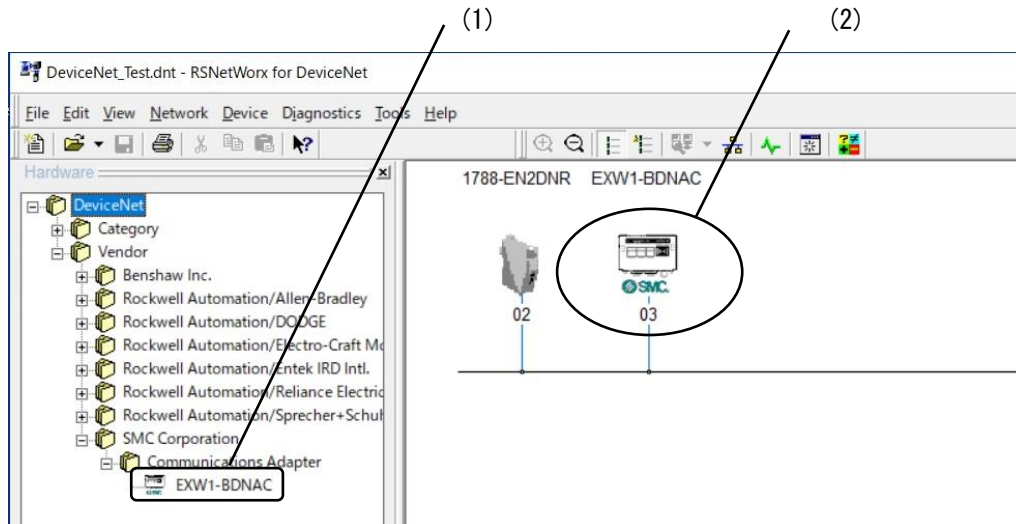 (1)
(2)
DeviceNet_Test.dnt - RSNetWorx for DeviceNet
File Edit View Network Device Diagnostics Tools Help
Hardware
1788-EN2DNR EXW1-BDNAC
DeviceNet
Category
Vendor
Benshaw Inc.
Rockwell Automation/Allen-Bradley
Rockwell Automation/DODGE
Rockwell Automation/Electro-Craft Mo
Rockwell Automation/Entek IRD Intl.
Rockwell Automation/Reliance Electric
Rockwell Automation/Sprecher+Schuh
SMC Corporation
Communications Adapter
EXW1-BDNAC
SMC.
02
03